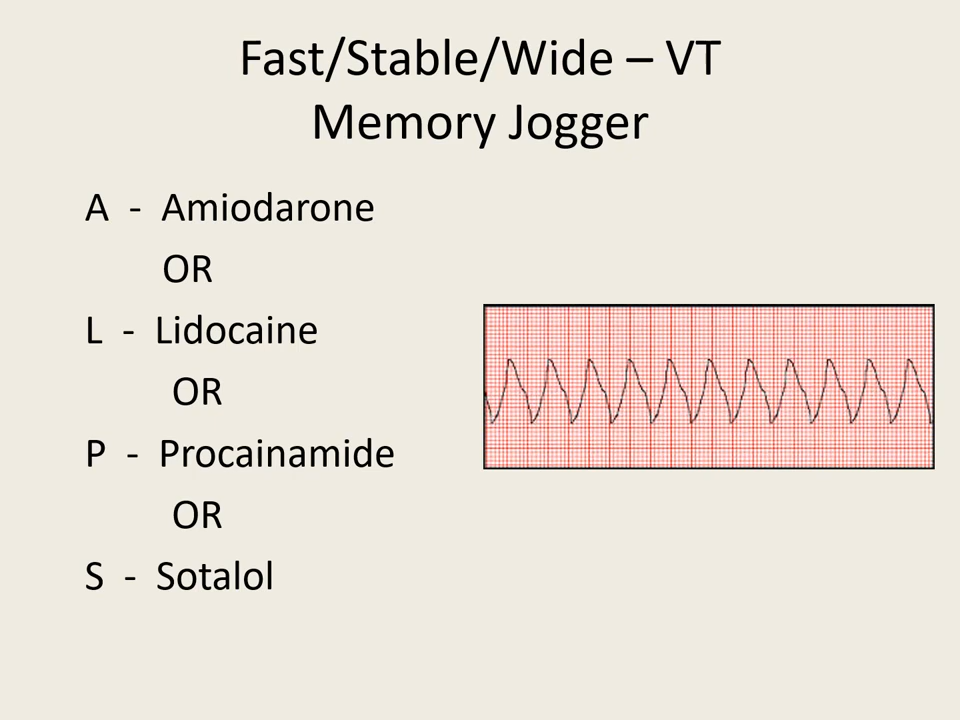 Fast/Stable/Wide – VT
Memory Jogger
A - Amiodarone
OR
L - Lidocaine
OR
P - Procainamide
OR
S - Sotalol